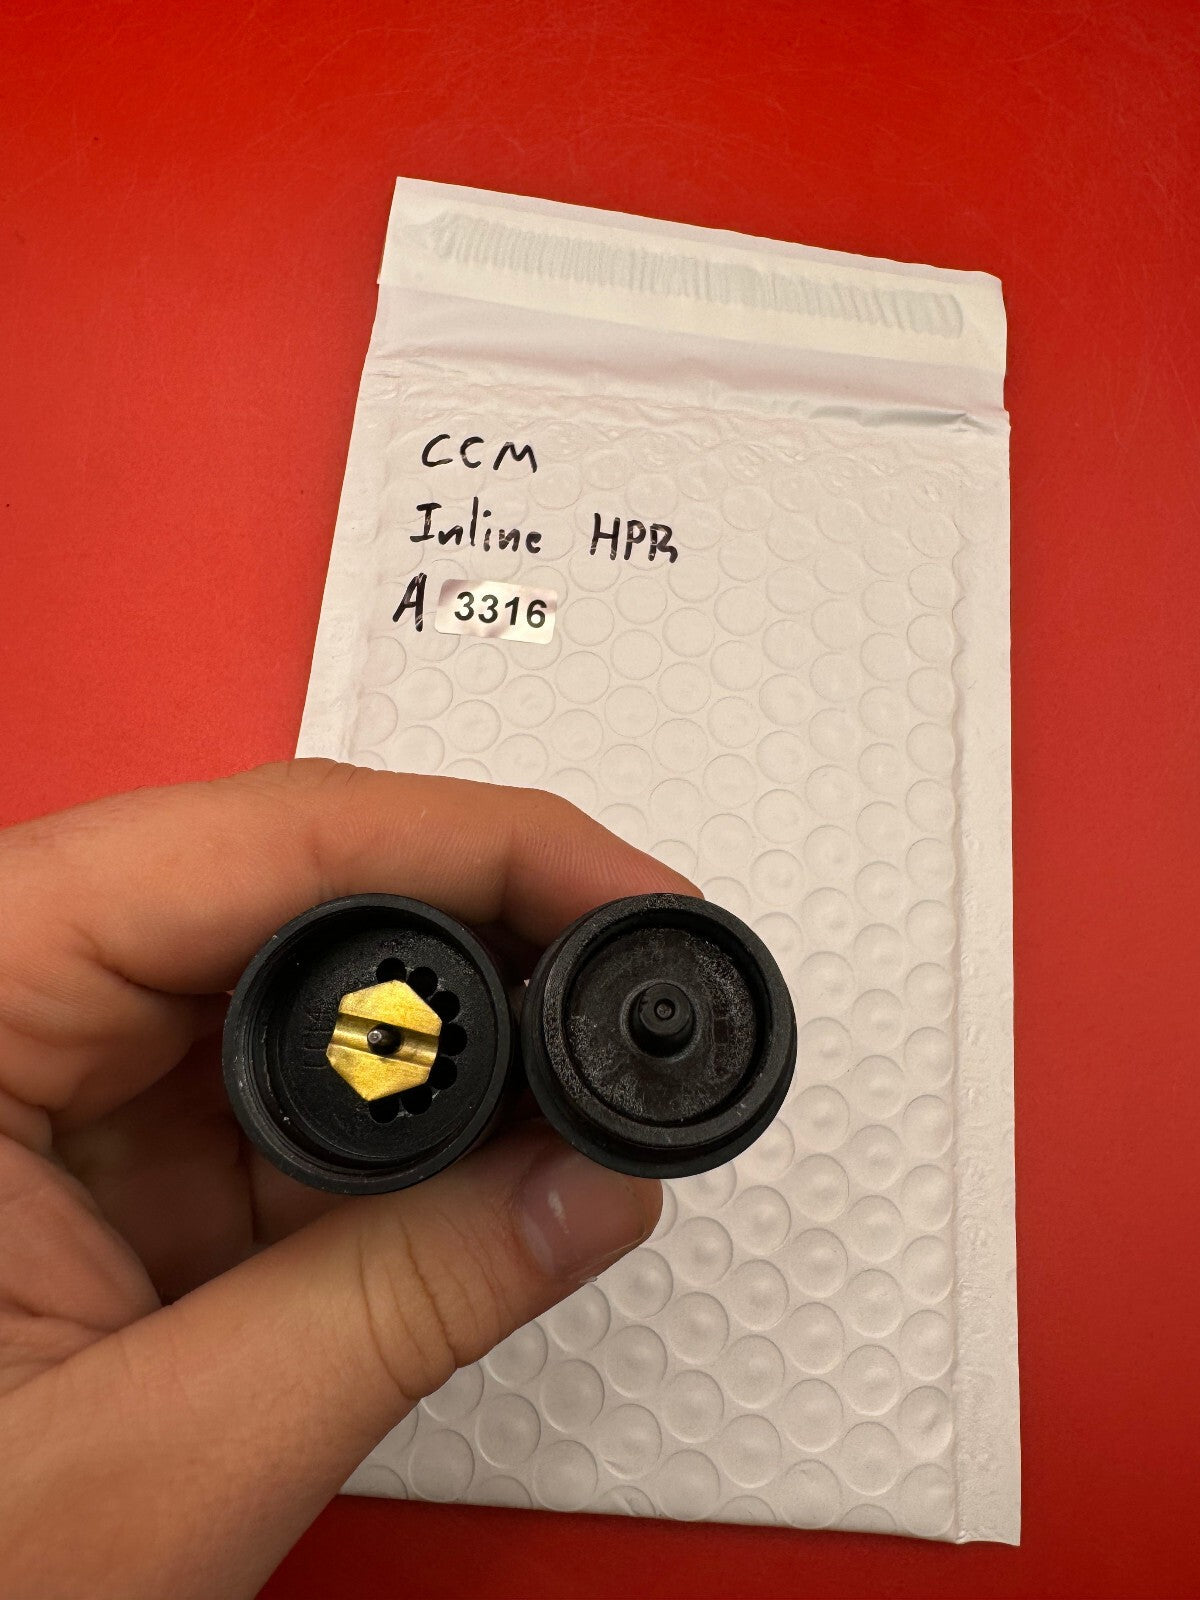 CCM
Inline HPR
A 3316